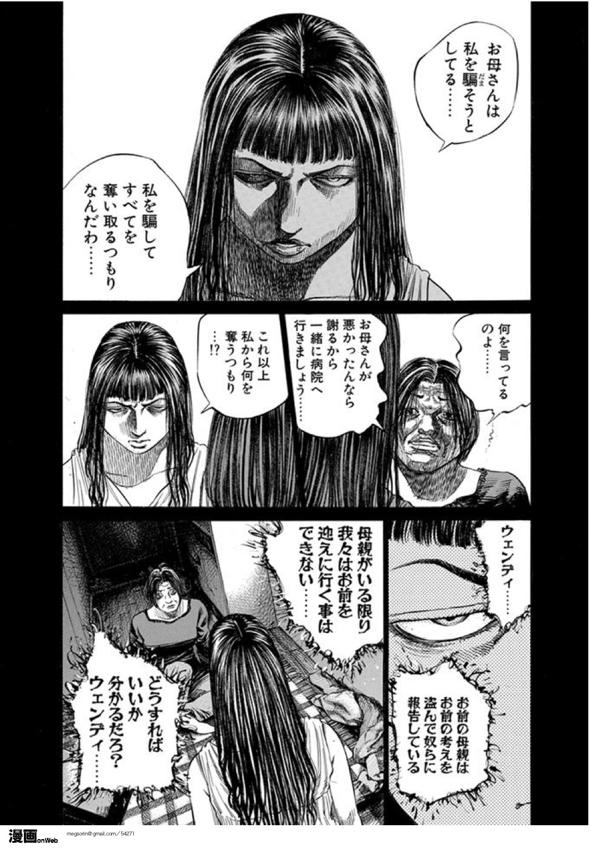 お母さんは
私を騙そうと
だま
してる……
私を騙して
すべてを
奪い取るつもり
なんだわ……
何を言ってる
のよ……
お母さんが
悪かったんなら
謝るから
一緒に病院へ
行きましょう……
これ以上
私から何を
奪うつもり
…!?
ウェンディ……
お前の母親は
お前の考えを
盗んで奴らに
報告している
母親がいる限り
我々はお前を
迎えに行く事は
できない……
どうすれば
いいか
分かるだろ?
ウェンディ……
漫画onWeb
megaorin@gmail.com/54271